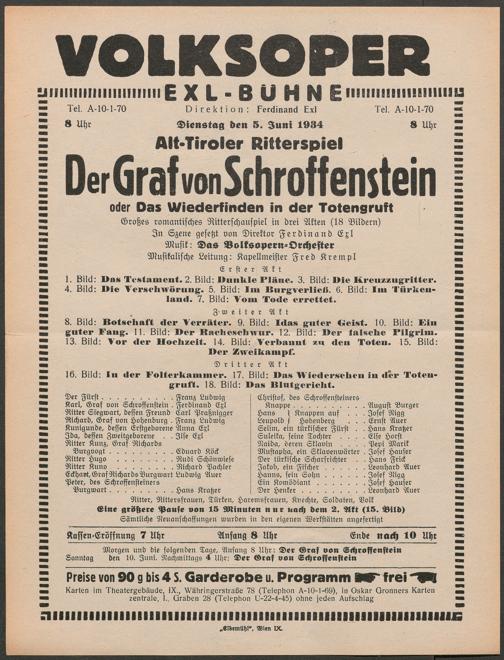 VOLKSOPER
EXL-BÜHNE
Tel. A-10-1-70 Direktion: Ferdinand Exl Tel. A-10-1-70
8 Uhr Dienstag den 5. Juni 1934 8 Uhr
Alt-Tiroler Ritterspiel
Der Graf von Schroffenstein
oder Das Wiederfinden in der Totengruft
Großes romantisches Ritterschauspiel in drei Akten (18 Bildern)
In Szene gesetzt von Direktor Ferdinand Exl
Musik: Das Volksopern-Orchester
Musikalische Leitung: Kapellmeister Fred Krempl
Erster Akt
1. Bild: Das Testament. 2. Bild: Dunkle Pläne. 3. Bild: Die Kreuzzugritter.
4. Bild: Die Verschwörung. 5. Bild: Im Burgverließ. 6. Bild: Im Türken-
land. 7. Bild: Vom Tode errettet.
Zweiter Akt
8. Bild: Botschaft der Verräter. 9. Bild: Idas guter Geist. 10. Bild: Ein
guter Fang. 11. Bild: Der Racheschwur. 12. Bild: Der falsche Pilgrim.
13. Bild: Vor der Hochzeit. 14. Bild: Verbannt zu den Toten. 15. Bild:
Der Zweikampf.
Dritter Akt
16. Bild: In der Folterkammer. 17. Bild: Das Wiedersehen in der Toten-
gruft. 18. Bild: Das Blutgericht.
Der Fürst . . . Franz Ludwig
Karl, Graf von Schroffenstein . Ferdinand Exl
Ritter Siegwart, dessen Freund Carl Praßnigger
Richard, Graf von Hohenburg . Franz Ludwig
Kunigunde, dessen Erstgeborene Anna Exl
Ida, dessen Zweitgeborene . Ilse Exl
Ritter Kunz, Graf Richards
Burgvogt . . . Eduard Köck
Ritter Hugo . . . Rudi Schönwiese
Ritter Kuno . . . Richard Pachler
Eckart, Graf Richards Burgwart Ludwig Auer
Peter, des Schroffensteiners
Burgwart . . . Hans Kratzer
Christof, des Schroffensteiners
Knappe . . . August Burger
Hans } Knappen auf . . Josef Rigg
Leupold } Hohenberg . . Ernst Auer
Selim, ein türkischer Fürst . Hans Kratzer
Suleika, seine Tochter . . Else Horst
Naida, deren Sklavin . . Pepi Marik
Mustapha, ein Sklavenwärter . Josef Hauser
Der türkische Scharfrichter . Hans Frick
Jakob, ein Fischer . . Leonhard Auer
Hanns, sein Sohn . . Josef Rigg
Ein Komödiant . . Josef Hauser
Der Henker . . Leonhard Auer
Ritter, Rittersfrauen, Türken, Haremsfrauen, Knechte, Soldaten, Volk
Eine größere Pause von 15 Minuten nur nach dem 2. Akt (15. Bild)
Sämtliche Neuanschaffungen wurden in den eigenen Werkstätten angefertigt
Kassen-Eröffnung 7 Uhr Anfang 8 Uhr Ende nach 10 Uhr
Morgen und die folgenden Tage, Anfang 8 Uhr: Der Graf von Schroffenstein
Sonntag den 10. Juni, Nachmittags 4 Uhr: Der Graf von Schroffenstein
Preise von 90 g bis 4 S. Garderobe u. Programm frei
Karten im Theatergebäude, IX., Währingerstraße 78 (Telephon A-10-1-69), in Oskar Gronners Karten
zentrale, I., Graben 28 (Telephon U-22-4-45) ohne jeden Aufschlag
„Elbemühl“, Wien IX.